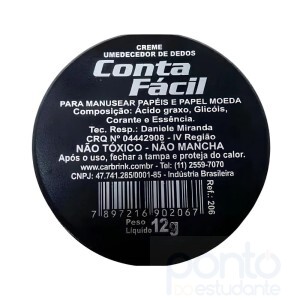 CREME
UMEDECEDOR DE DEDOS
Conta
Fácil
PARA MANUSEAR PAPÉIS E PAPEL MOEDA
Composição: Ácido graxo, Glicóis,
Corante e Essência.
Tec. Resp.: Daniele Miranda
CRQ Nº 04442908 - IV Região
NÃO TÓXICO - NÃO MANCHA
Após o uso, fechar a tampa e proteja do calor.
www.carbrink.com.br - Tel: (11) 2559-7070
CNPJ: 47.741.285/0001-85 - Indústria Brasileira
7 897216 902067
Ref.: 206
Peso
Líquido 12g
ponto
do estudante